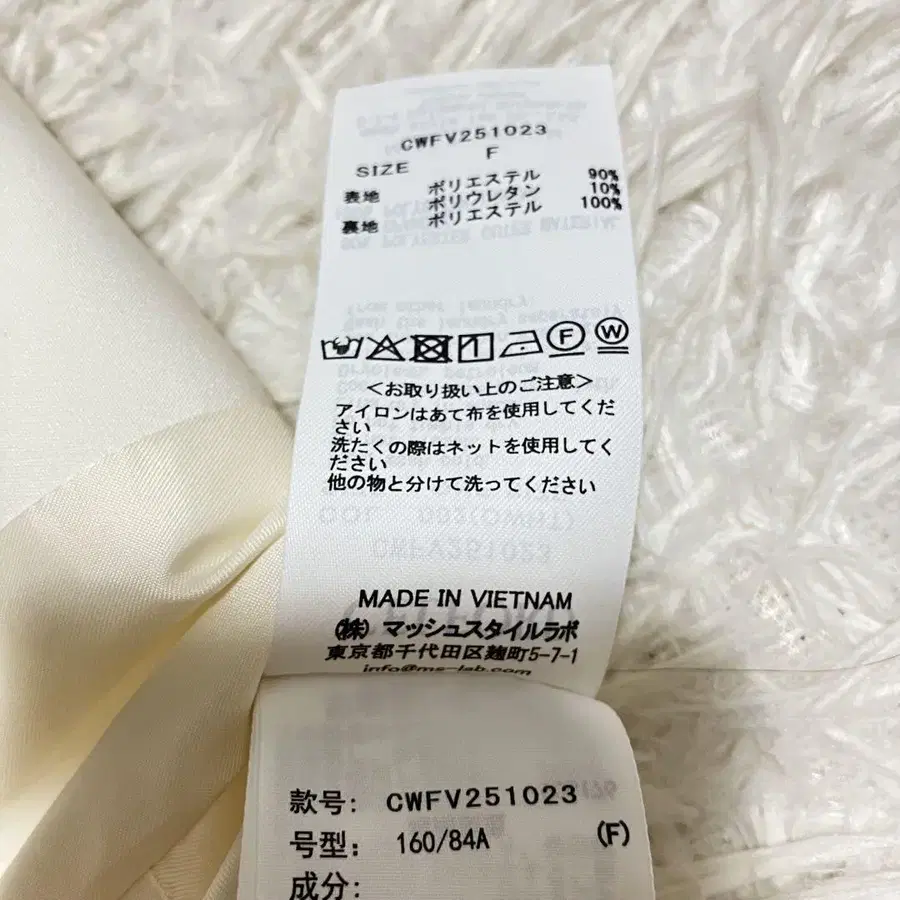 CWFV251023
SIZE F
表地 ポリエステル 90%
ポリウレタン 10%
裏地 ポリエステル 100%
F W
<お取り扱い上のご注意>
アイロンはあて布を使用してくだ
さい
洗たくの際はネットを使用してく
ださい
他の物と分けて洗ってください
MADE IN VIETNAM
(株) マッシュスタイルラボ
東京都千代田区麹町5-7-1
info@ms-lab.com
款号: CWFV251023
号型: 160/84A (F)
成分: